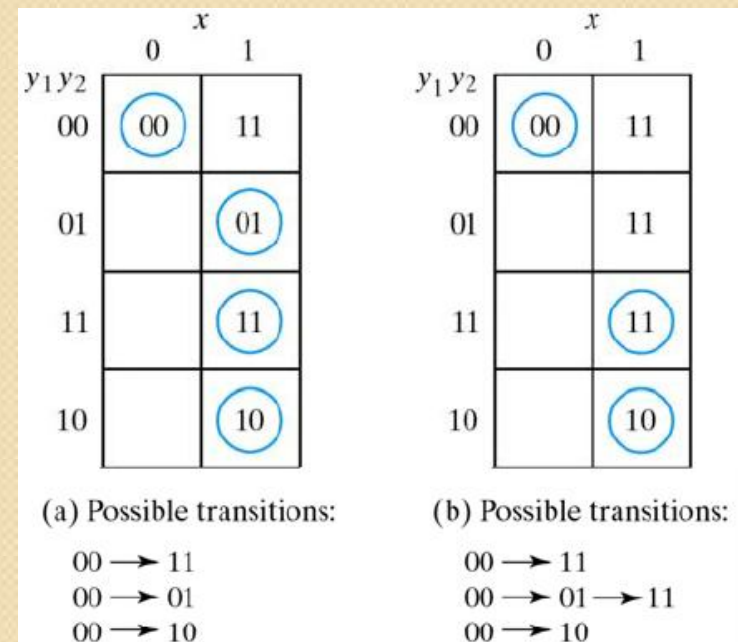 x x
0 1 0 1
y₁y₂ y₁y₂
00 00 11 00 00 11
01 01 01 11
11 11 11 11
10 10 10 10
(a) Possible transitions: (b) Possible transitions:
00 → 11 00 → 11
00 → 01 00 → 01 → 11
00 → 10 00 → 10